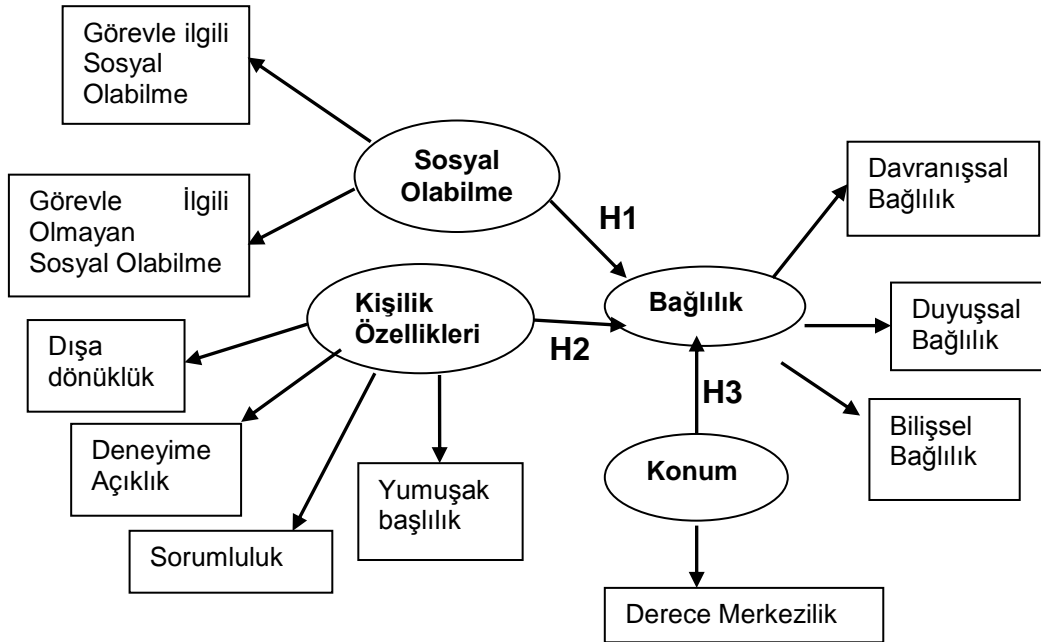 Görevle ilgili
Sosyal
Olabilme
Sosyal
Olabilme
Görevle İlgili
Olmayan
Sosyal Olabilme
H1
Davranışsal
Bağlılık
Kişilik
Özellikleri
H2
Bağlılık
Duyuşsal
Bağlılık
Dışa
dönüklük
H3
Bilişsel
Bağlılık
Deneyime
Açıklık
Konum
Yumuşak
başlılık
Sorumluluk
Derece Merkezilik